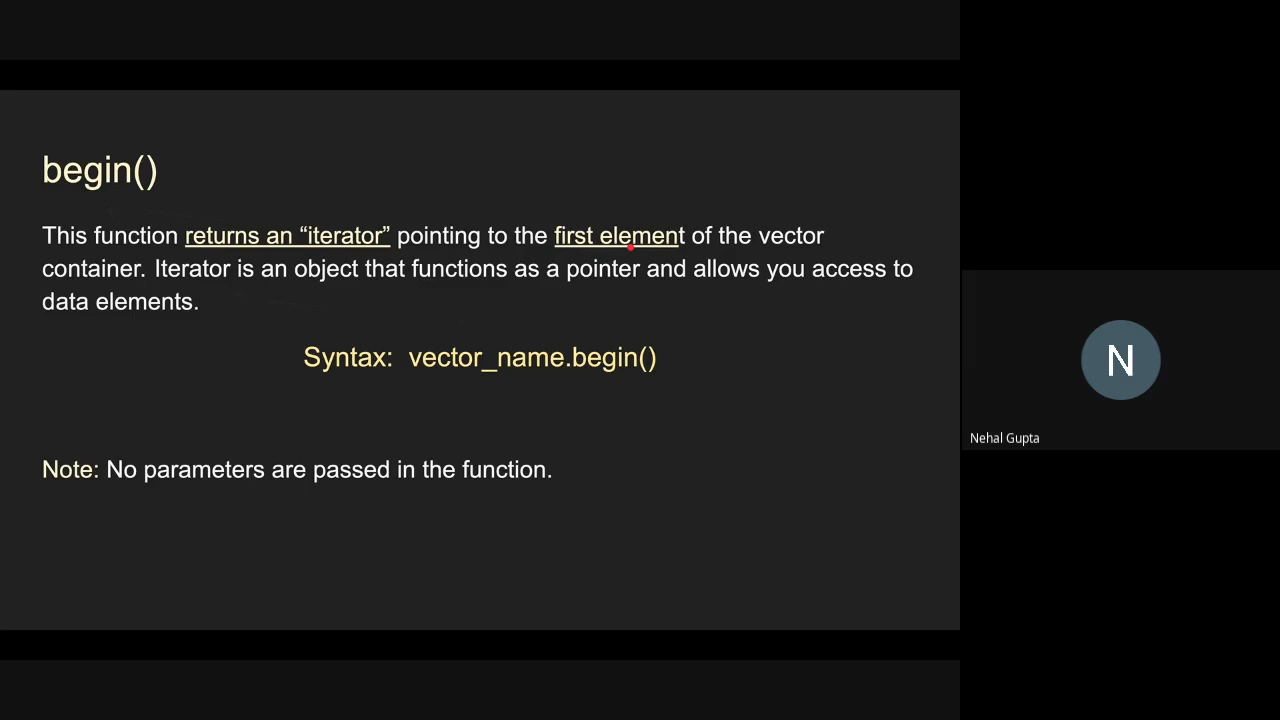 begin()
This function returns an “iterator” pointing to the first element of the vector
container. Iterator is an object that functions as a pointer and allows you access to
data elements.
Syntax: vector_name.begin()
Note: No parameters are passed in the function.
N
Nehal Gupta